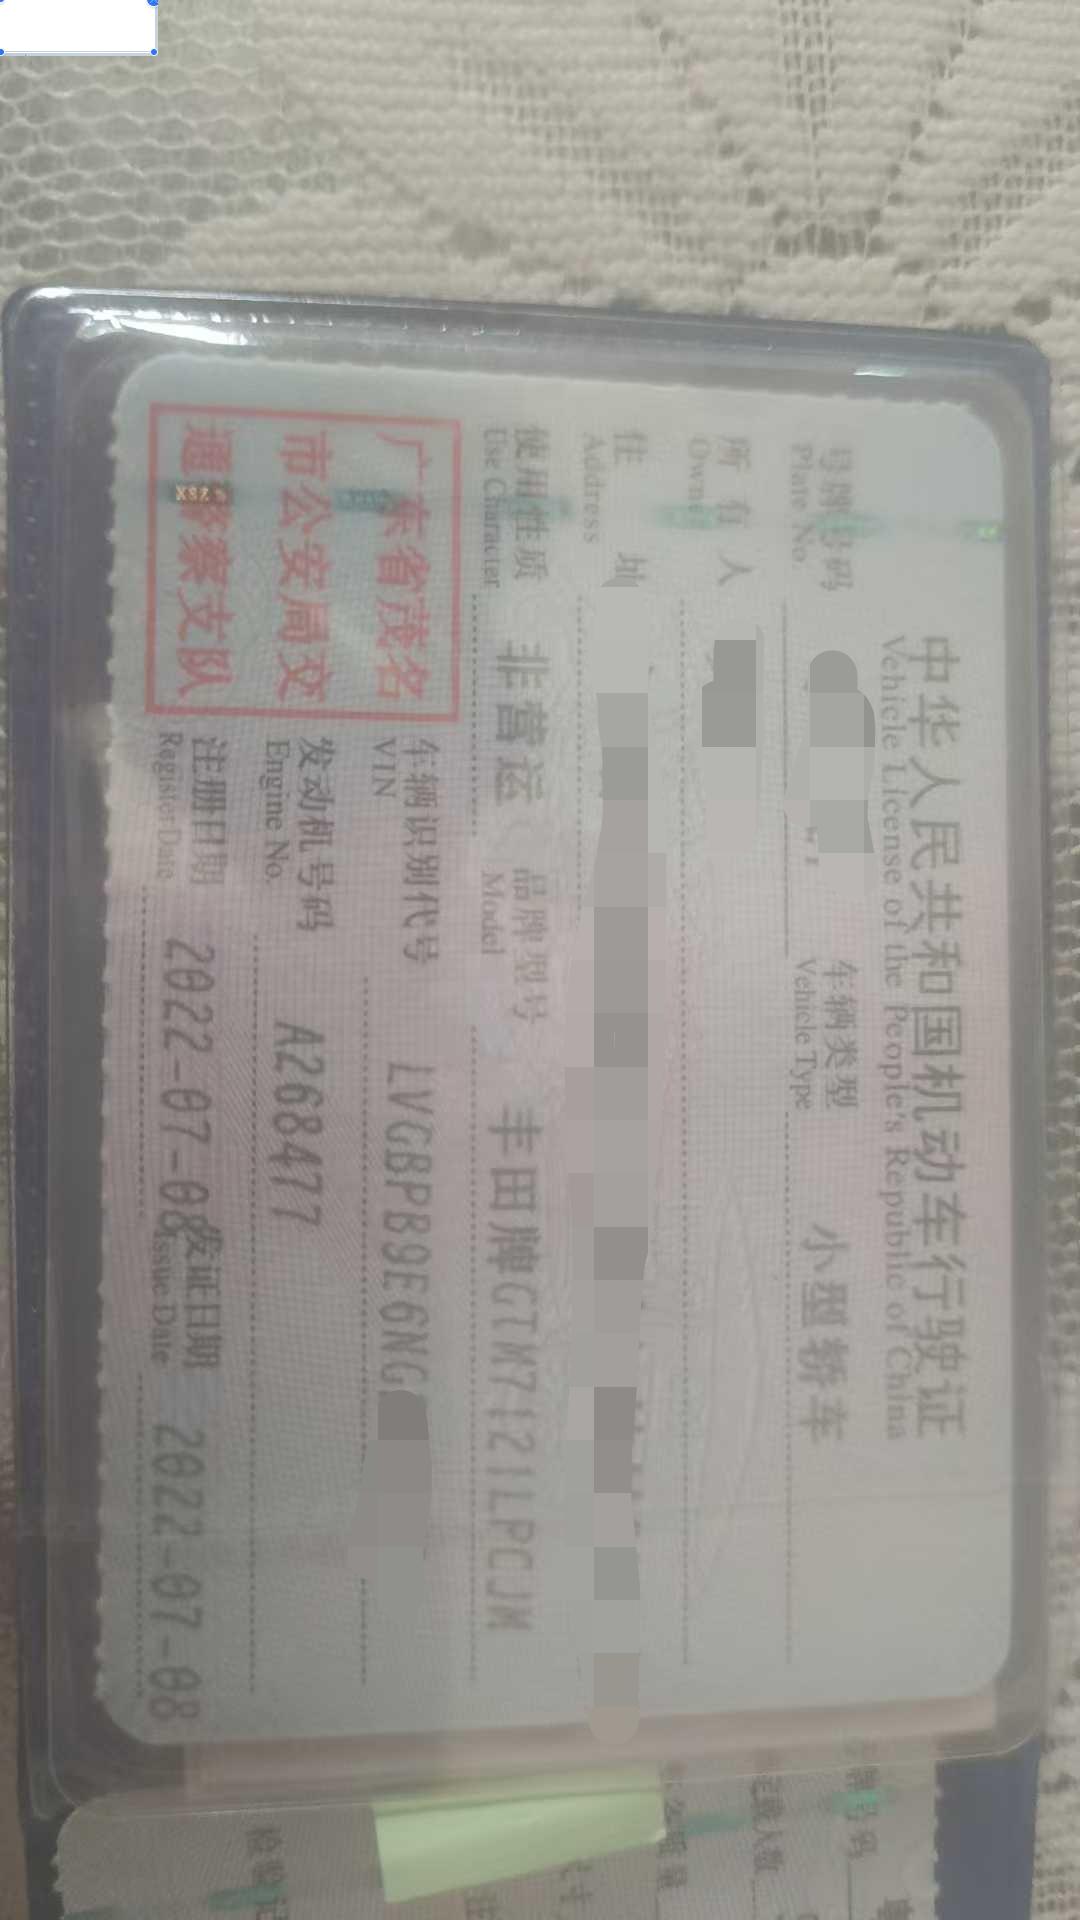 中华人民共和国机动车行驶证
Vehicle License of the People's Republic of China
号牌号码
Plate No.
车辆类型 小型轿车
Vehicle Type
所有人
Owner
住址
Address
使用性质 非营运 品牌型号 丰田牌GTM7121LPCJM
Use Character Model
广东省茂名
市公安局交
通警察支队
车辆识别代号 LVGBPB9E6NG
VIN
发动机号码 A268477
Engine No.
注册日期 2022-07-08 发证日期 2022-07-08
Register Date Issue Date